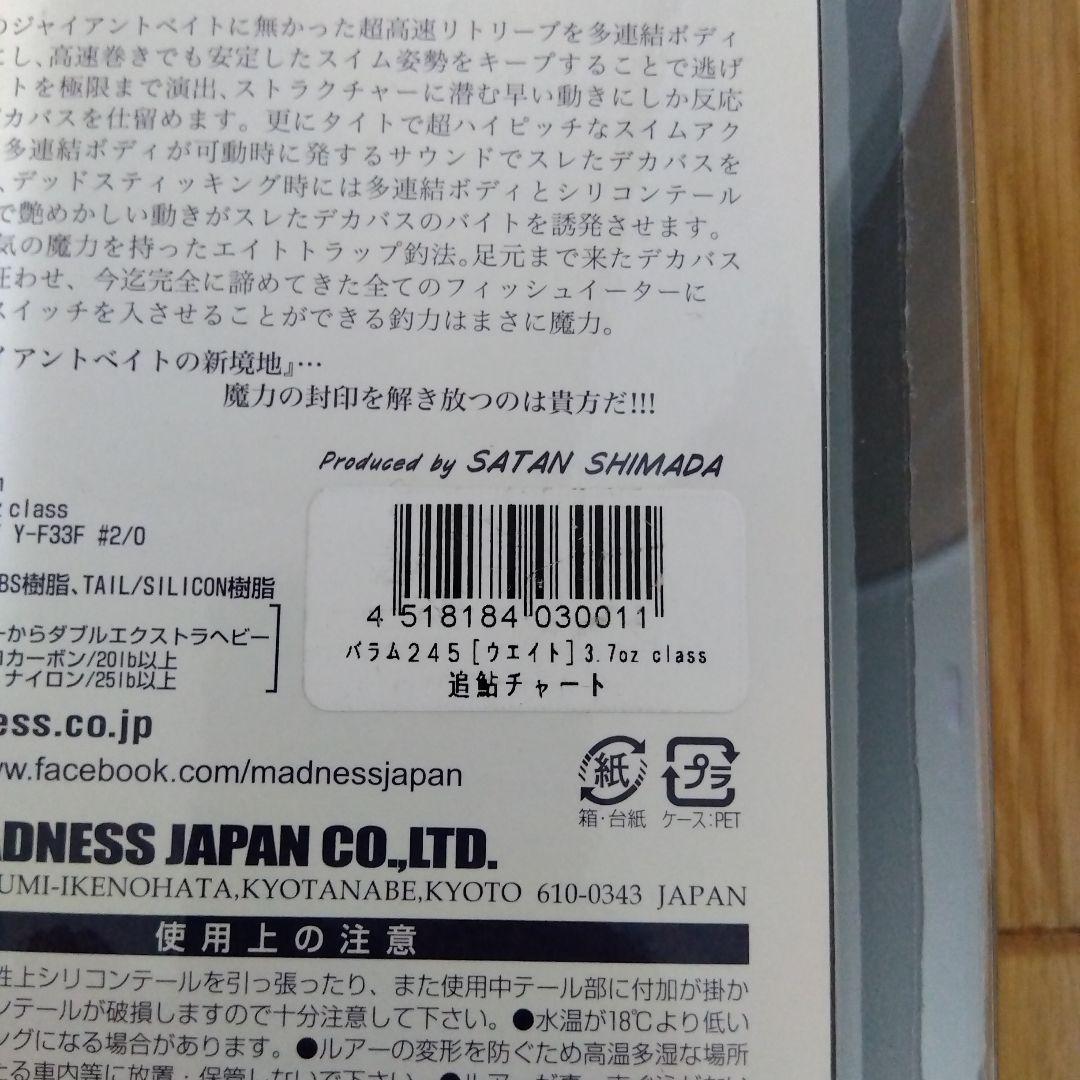 のジャイアントベイトに無かった超高速リトリーブを多連結ボディ
にし、高速巻きでも安定したスイム姿勢をキープすることで逃げ
トを極限まで演出、ストラクチャーに潜む早い動きにしか反応
カバスを仕留めます。更にタイトで超ハイピッチなスイムアク
多連結ボディが可動時に発するサウンドでスレたデカバスを
、デッドスティッキング時には多連結ボディとシリコンテール
で艶めかしい動きがスレたデカバスのバイトを誘発させます。
気の魔力を持ったエイトトラップ釣法。足元まで来たデカバス
狂わせ、今迄完全に諦めてきた全てのフィッシュイーターに
スイッチを入させることができる釣力はまさに魔力。
イアントベイトの新境地』…
魔力の封印を解き放つのは貴方だ!!!
Produced by SATAN SHIMADA
class
Y-F33F #2/0
BS樹脂、TAIL/SILICON樹脂
ーからダブルエクストラヘビー
カーボン/20lb以上
ナイロン/25lb以上
4 518184 030011
バラム245[ウエイト]3.7oz class
追鮎チャート
ess.co.jp
w.facebook.com/madnessjapan
紙
プラ
箱・台紙 ケース:PET
ADNESS JAPAN CO.,LTD.
UMI-IKENOHATA,KYOTANABE,KYOTO 610-0343 JAPAN
使用上の注意
性上シリコンテールを引っ張ったり、また使用中テール部に付加が掛か
ンテールが破損しますので十分注意して下さい。●水温が18℃より低い
ングになる場合があります。●ルアーの変形を防ぐため高温多湿な場所
る車内等に放置・保管しないで下さい。